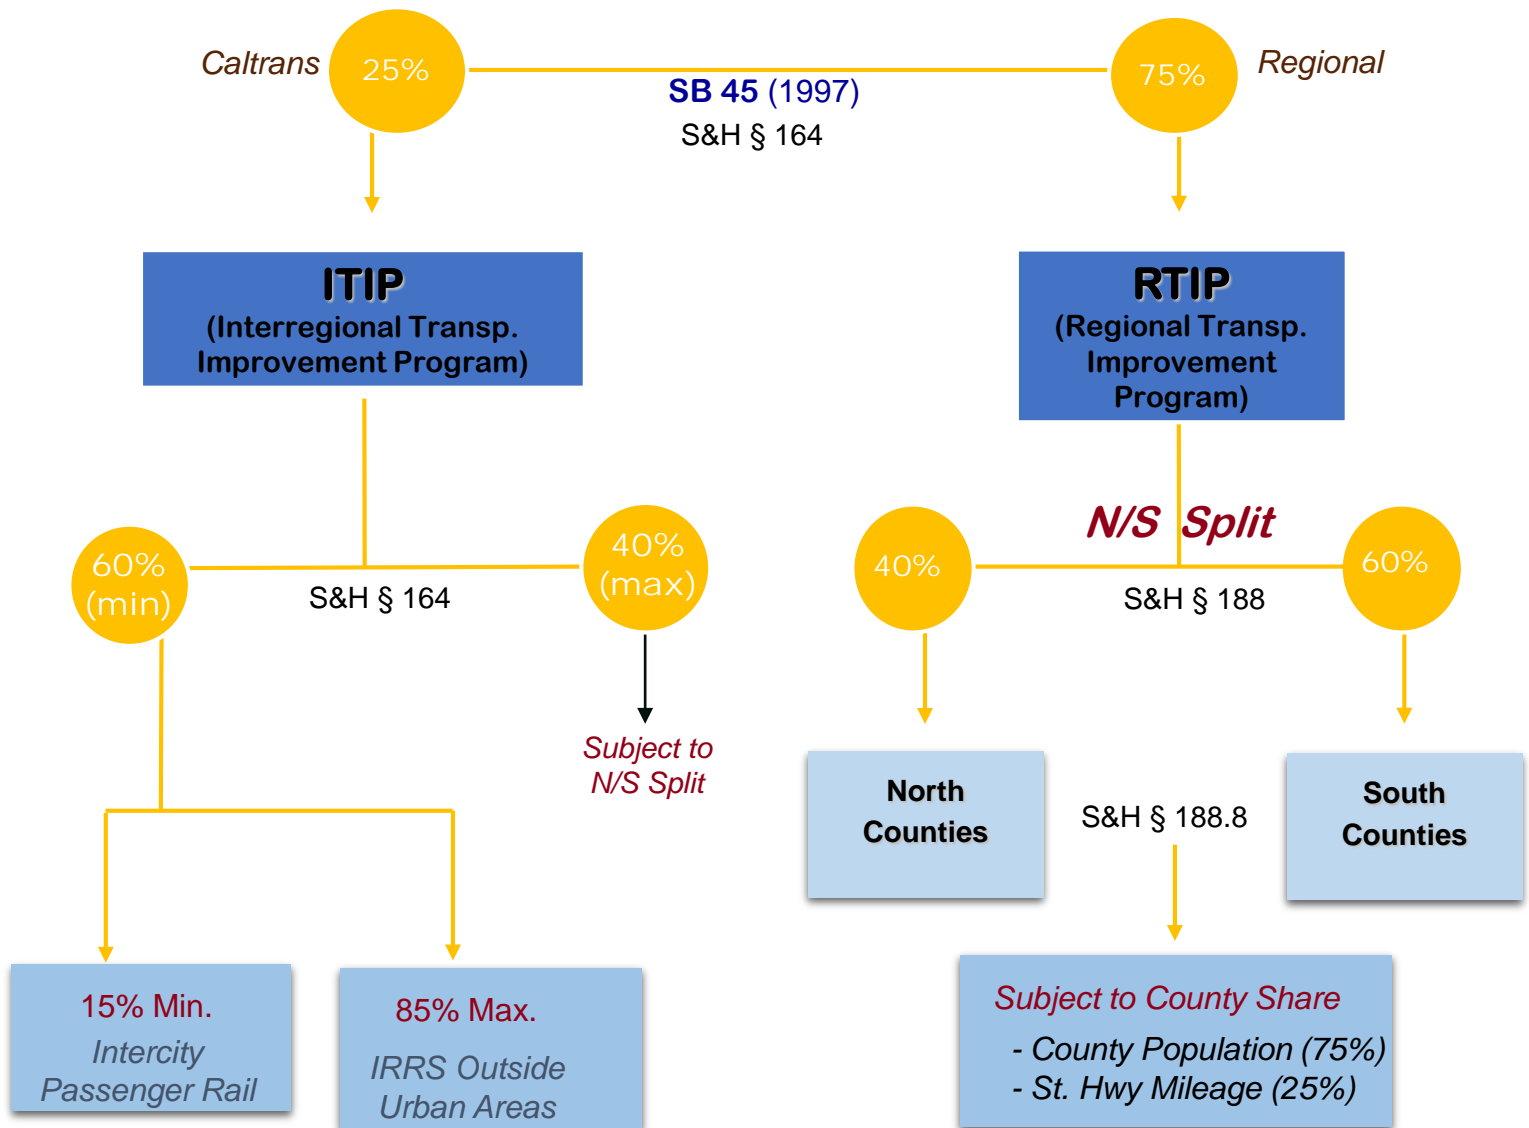 Caltrans
25%
SB 45 (1997)
S&H § 164
75%
Regional
ITIP
(Interregional Transp.
Improvement Program)
RTIP
(Regional Transp.
Improvement
Program)
60%
(min)
S&H § 164
40%
(max)
N/S Split
40%
S&H § 188
60%
Subject to
N/S Split
North
Counties
S&H § 188.8
South
Counties
15% Min.
Intercity
Passenger Rail
85% Max.
IRRS Outside
Urban Areas
Subject to County Share
- County Population (75%)
- St. Hwy Mileage (25%)